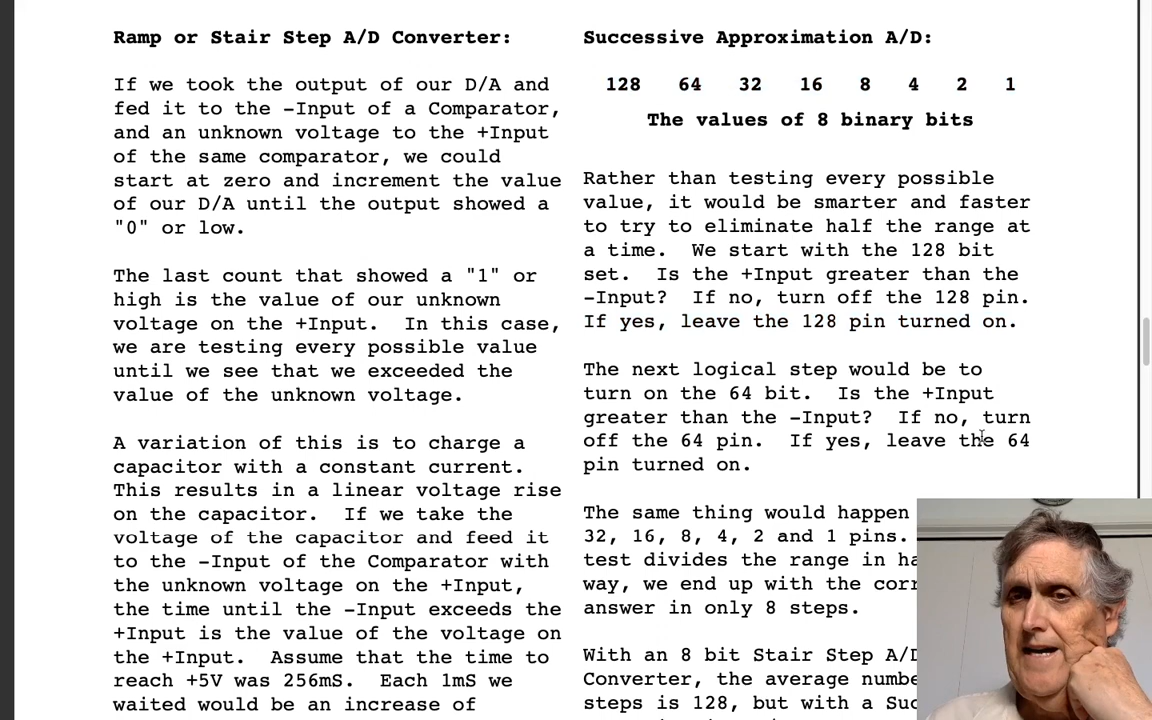 Ramp or Stair Step A/D Converter:
If we took the output of our D/A and
fed it to the -Input of a Comparator,
and an unknown voltage to the +Input
of the same comparator, we could
start at zero and increment the value
of our D/A until the output showed a
"0" or low.
The last count that showed a "1" or
high is the value of our unknown
voltage on the +Input.  In this case,
we are testing every possible value
until we see that we exceeded the
value of the unknown voltage.
A variation of this is to charge a
capacitor with a constant current.
This results in a linear voltage rise
on the capacitor.  If we take the
voltage of the capacitor and feed it
to the -Input of the Comparator with
the unknown voltage on the +Input,
the time until the -Input exceeds the
+Input is the value of the voltage on
the +Input.  Assume that the time to
reach +5V was 256mS.  Each 1mS we
waited would be an increase of
Successive Approximation A/D:
128 64 32 16 8 4 2 1
The values of 8 binary bits
Rather than testing every possible
value, it would be smarter and faster
to try to eliminate half the range at
a time.  We start with the 128 bit
set.  Is the +Input greater than the
-Input?  If no, turn off the 128 pin.
If yes, leave the 128 pin turned on.
The next logical step would be to
turn on the 64 bit.  Is the +Input
greater than the -Input?  If no, turn
off the 64 pin.  If yes, leave the 64
pin turned on.
The same thing would happen
32, 16, 8, 4, 2 and 1 pins.
test divides the range in
way, we end up with the
answer in only 8 steps.
With an 8 bit Stair Step A/D
Converter, the average
steps is 128, but with a